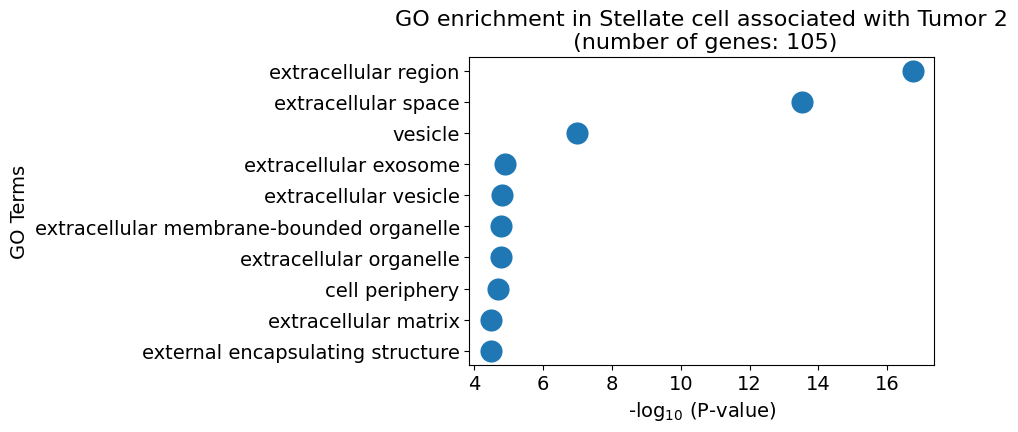 GO enrichment in Stellate cell associated with Tumor 2
(number of genes: 105)
GO Terms
extracellular region
extracellular space
vesicle
extracellular exosome
extracellular vesicle
extracellular membrane-bounded organelle
extracellular organelle
cell periphery
extracellular matrix
external encapsulating structure
4 6 8 10 12 14 16
-log₁₀ (P-value)